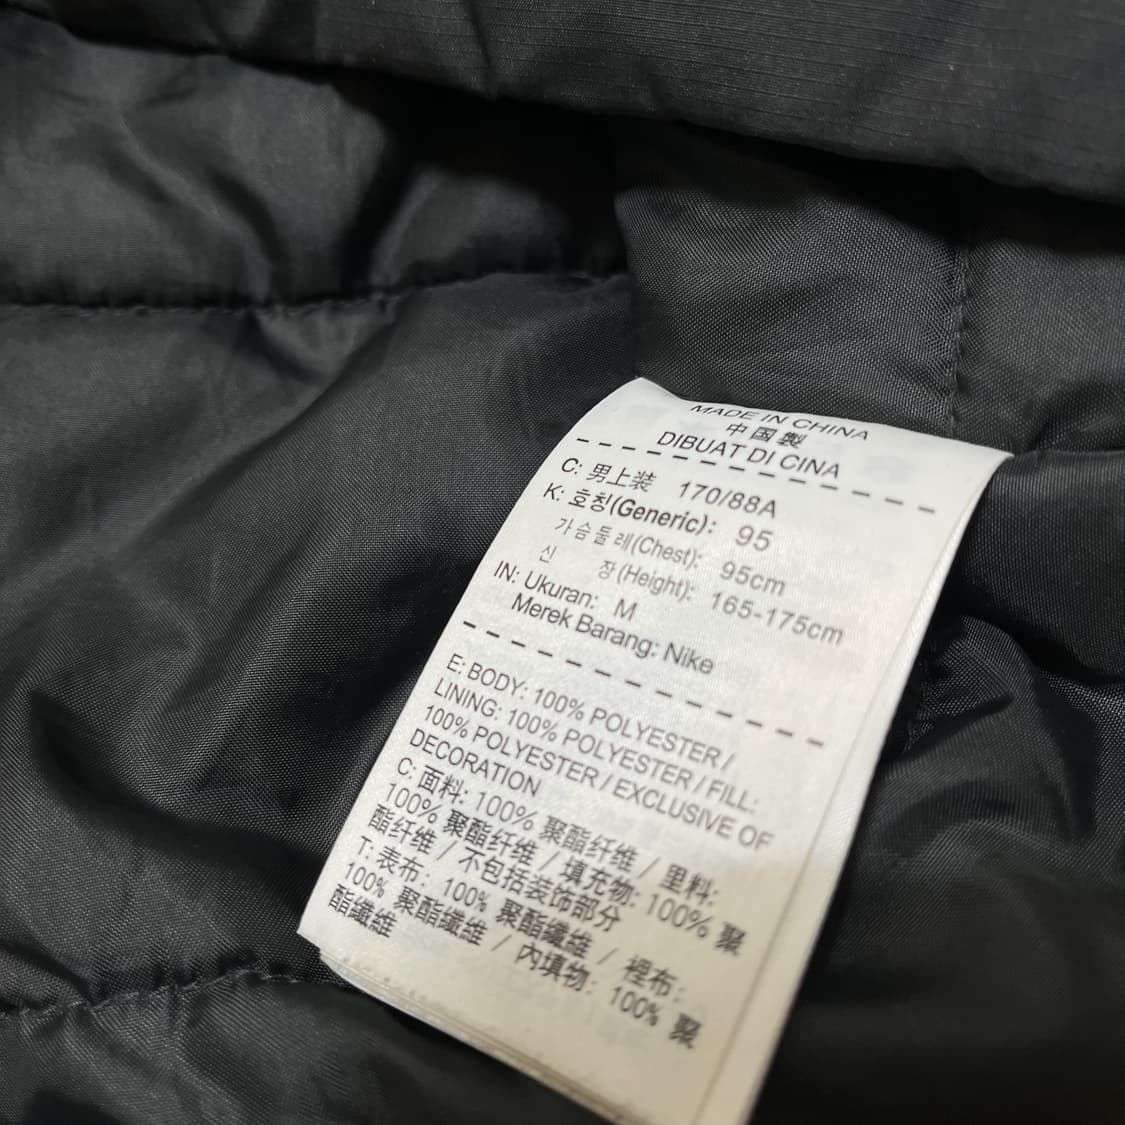 MADE IN CHINA
中国製
DIBUAT DI CINA
C: 男上装 170/88A
K: 호칭(Generic): 95
가슴둘레(Chest): 95cm
신 장(Height): 165-175cm
IN: Ukuran: M
Merek Barang: Nike
E: BODY: 100% POLYESTER /
LINING: 100% POLYESTER / FILL:
100% POLYESTER / EXCLUSIVE OF
DECORATION
C: 面料: 100% 聚酯纤维 / 里料:
100% 聚酯纤维 / 填充物: 100% 聚
酯纤维 / 不包括装饰部分
T: 表布: 100% 聚酯纖維 / 裡布:
100% 聚酯纖維 / 內填物: 100% 聚
酯纖維